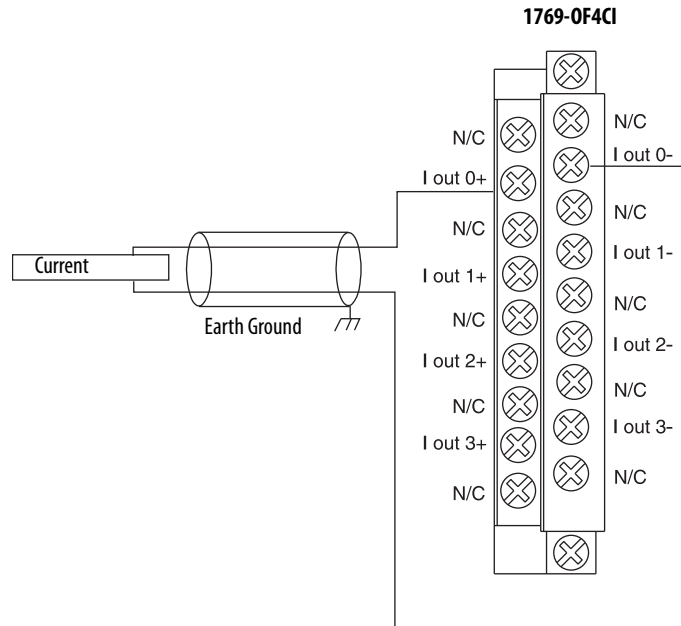 1769-OF4CI
N/C
N/C
I out 0-
I out 0+
N/C
N/C
I out 1-
I out 1+
N/C
N/C
I out 2-
I out 2+
N/C
N/C
I out 3-
I out 3+
N/C
N/C
Current
Earth Ground